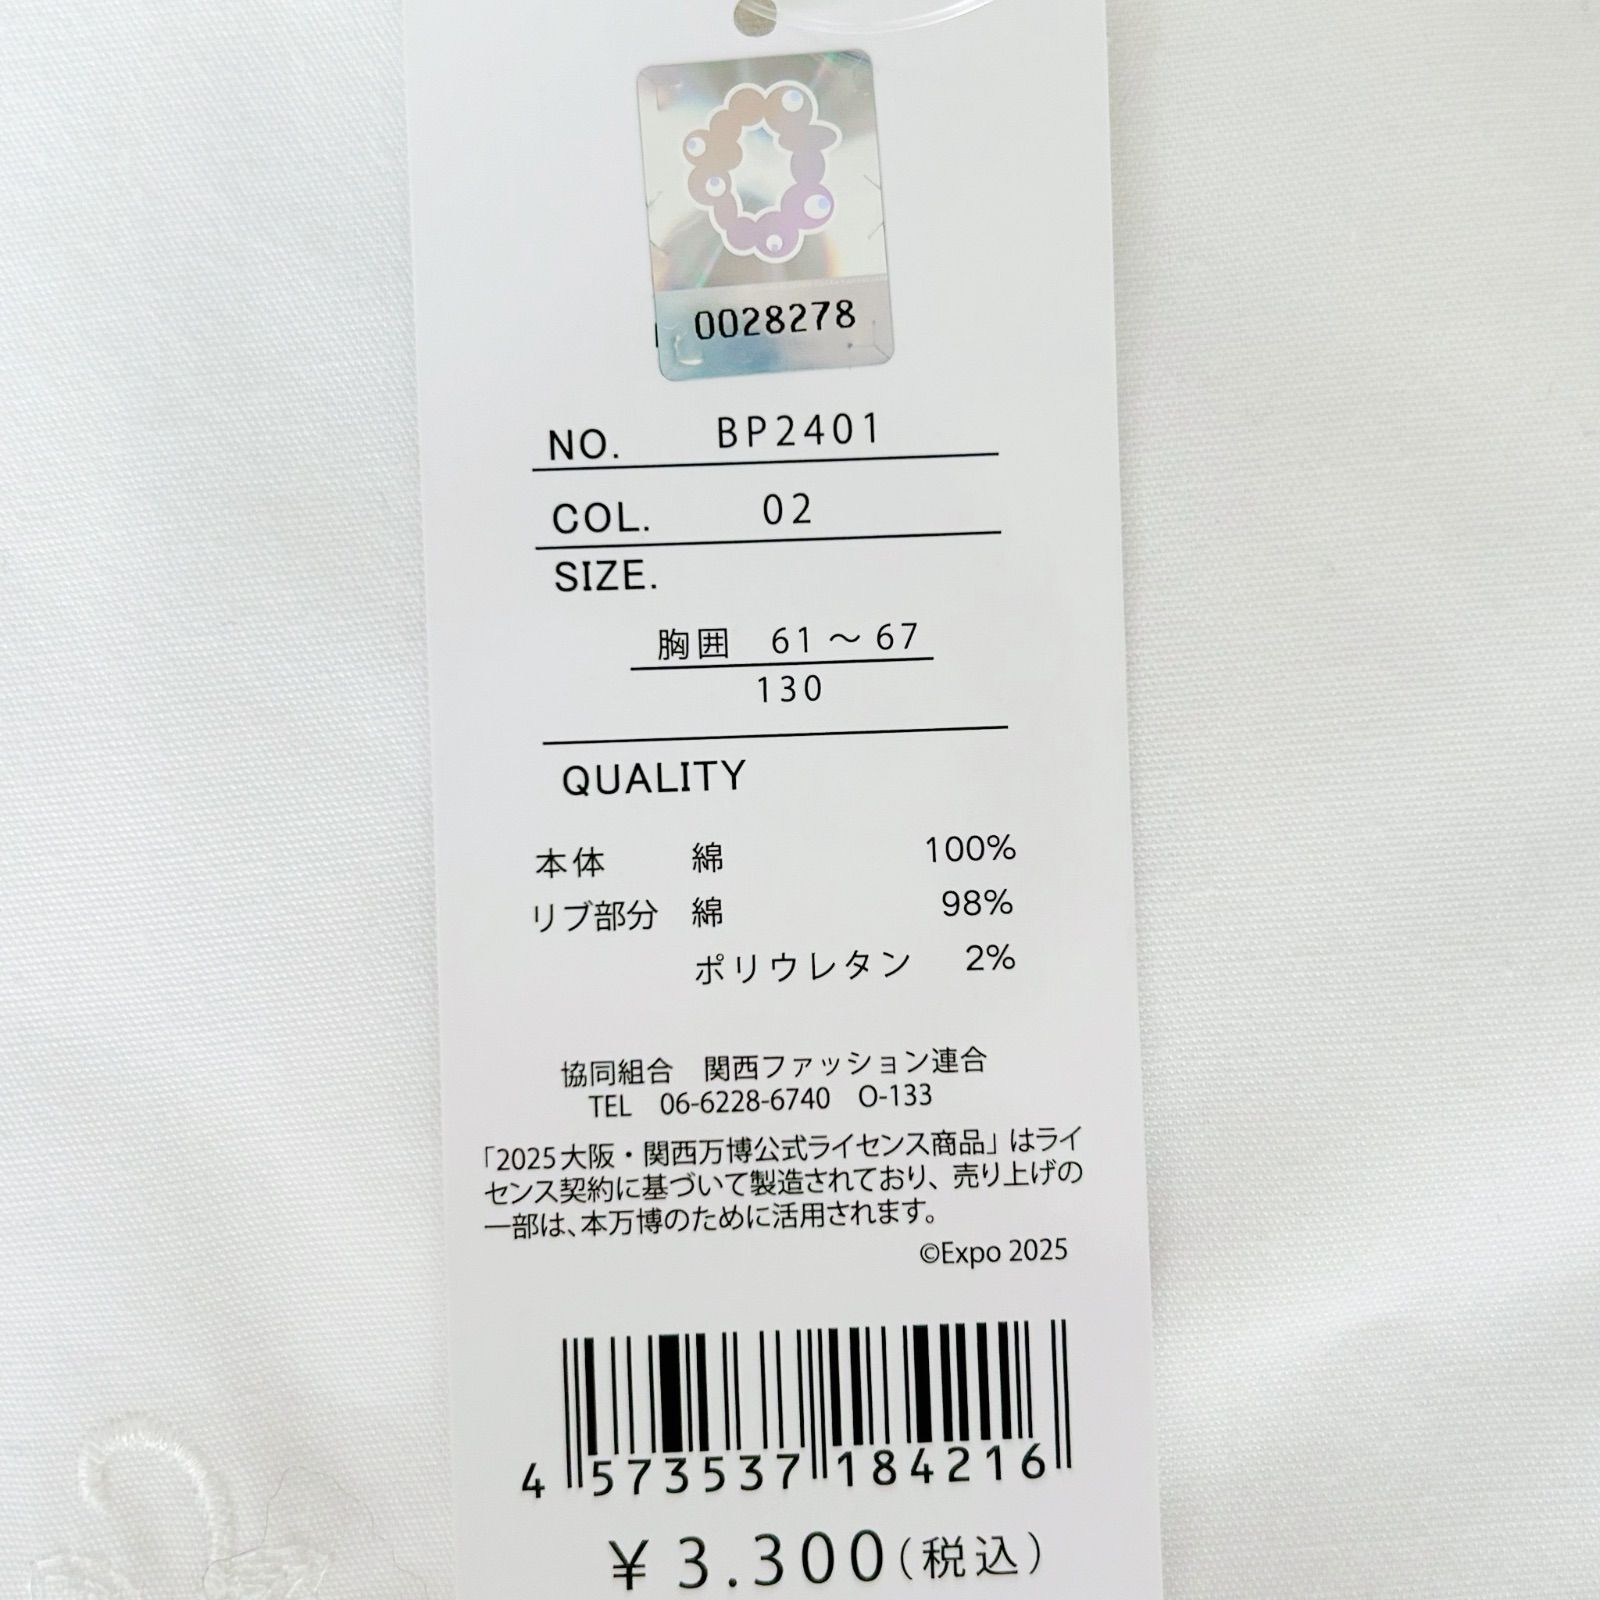 0028278
NO. BP2401
COL. 02
SIZE.
胸囲 61～67
130
QUALITY
本体 綿 100%
リブ部分 綿 98%
ポリウレタン 2%
協同組合 関西ファッション連合
TEL 06-6228-6740 O-133
「2025大阪・関西万博公式ライセンス商品」はライ
センス契約に基づいて製造されており、売り上げの
一部は、本万博のために活用されます。
©Expo 2025
4 573537 184216
¥ 3.300(税込)